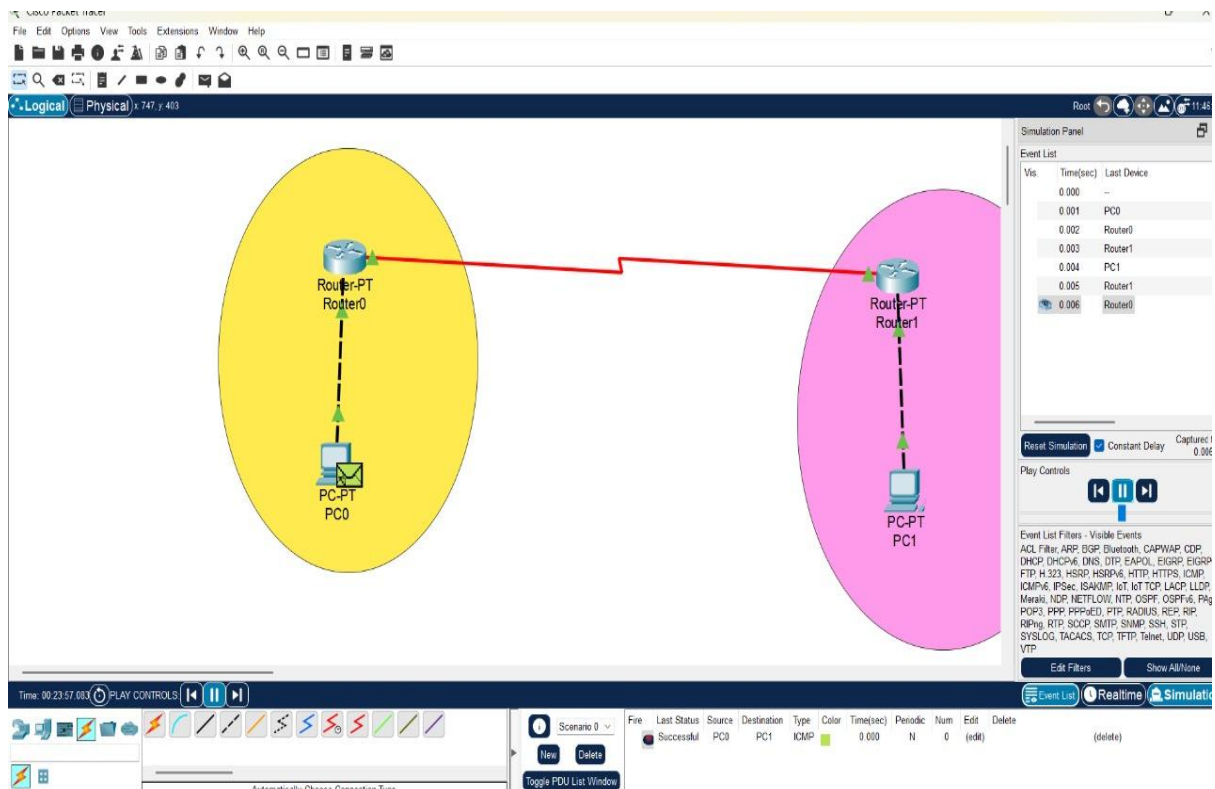 Cisco Packet Tracer
File Edit Options View Tools Extensions Window Help
Logical Physical x: 747, y: 403
Root 11:46:
Simulation Panel
Event List
Vis. Time(sec) Last Device
0.000 --
0.001 PC0
0.002 Router0
0.003 Router1
0.004 PC1
0.005 Router1
0.006 Router0
Router-PT
Router0
Router-PT
Router1
PC-PT
PC0
PC-PT
PC1
Reset Simulation Constant Delay Captured t
0.006
Play Controls
Event List Filters - Visible Events
ACL Filter, ARP, BGP, Bluetooth, CAPWAP, CDP,
DHCP, DHCPv6, DNS, DTP, EAPOL, EIGRP, EIGRP
FTP, H.323, HSRP, HSRPv6, HTTP, HTTPS, ICMP,
ICMPv6, IPSec, ISAKMP, IoT, IoT TCP, LACP, LLDP,
Meraki, NDP, NETFLOW, NTP, OSPF, OSPFv6, PAg
POP3, PPP, PPPoED, PTP, RADIUS, REP, RIP,
RIPng, RTP, SCCP, SMTP, SNMP, SSH, STP,
SYSLOG, TACACS, TCP, TFTP, Telnet, UDP, USB,
VTP
Edit Filters Show All/None
Time: 00:23:57.083 PLAY CONTROLS:
Event List Realtime Simulatio
Scenario 0
New Delete
Toggle PDU List Window
Fire Last Status Source Destination Type Color Time(sec) Periodic Num Edit Delete
Successful PC0 PC1 ICMP 0.000 N 0 (edit) (delete)
Automatically Choose Connection Type